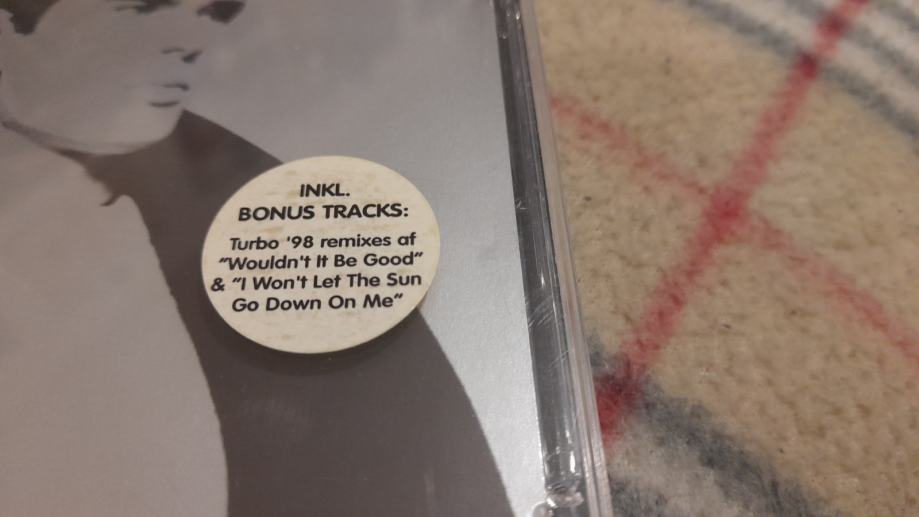 INKL.
BONUS TRACKS:
Turbo '98 remixes af
"Wouldn't It Be Good"
& "I Won't Let The Sun
Go Down On Me"